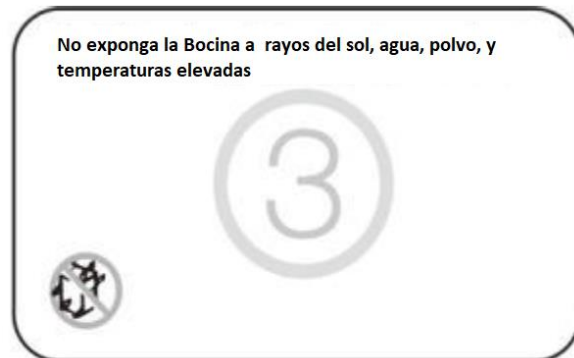 No exponga la Bocina a rayos del sol, agua, polvo, y
temperaturas elevadas
3